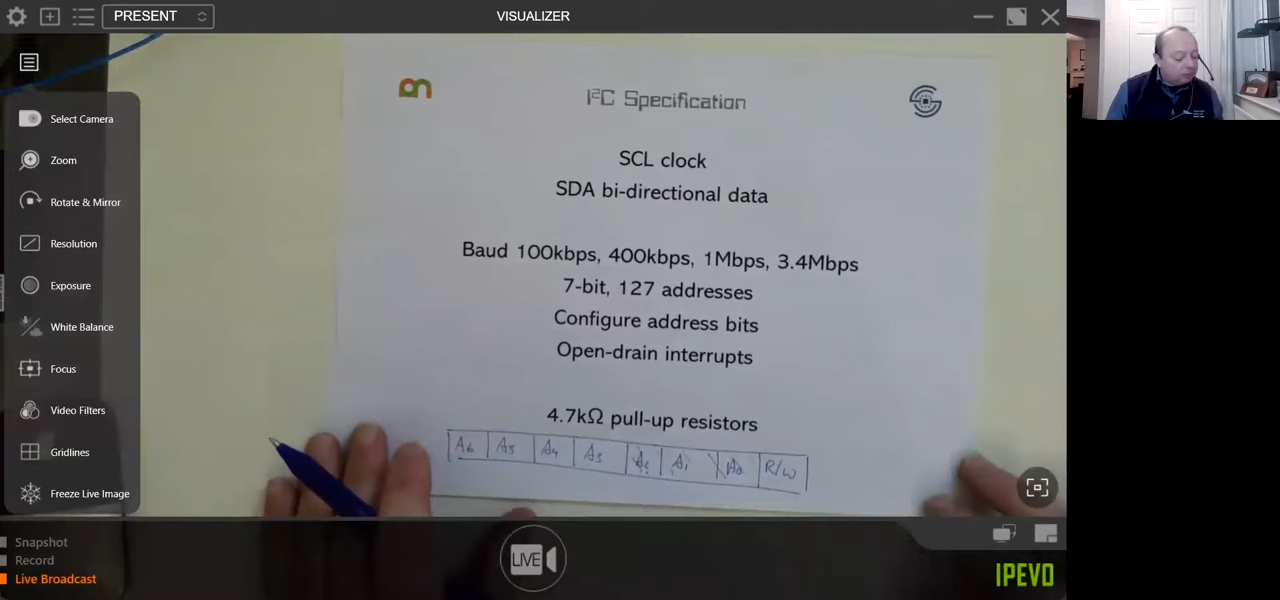 PRESENT
VISUALIZER
Select Camera
Zoom
Rotate & Mirror
Resolution
Exposure
White Balance
Focus
Video Filters
Gridlines
Freeze Live Image
I²C Specification
SCL clock
SDA bi-directional data
Baud 100kbps, 400kbps, 1Mbps, 3.4Mbps
7-bit, 127 addresses
Configure address bits
Open-drain interrupts
4.7kΩ pull-up resistors
A6 A5 A4 A3 A2 A1 A0 R/W
Snapshot
Record
Live Broadcast
LIVE
IPEVO